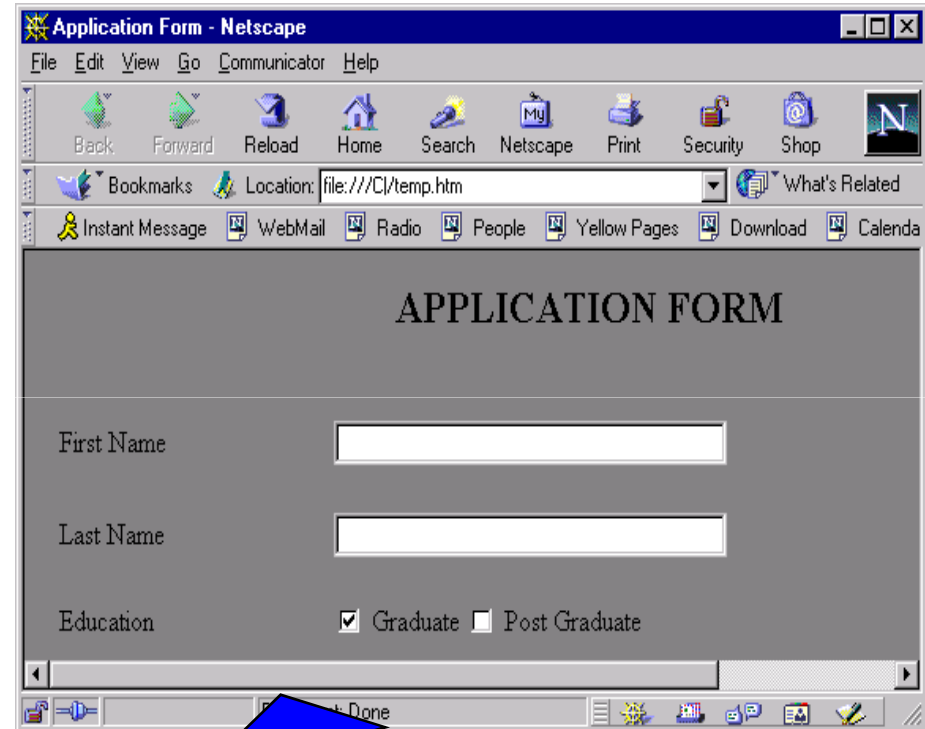 Application Form - Netscape
File Edit View Go Communicator Help
My
N
Back Forward Reload Home Search Netscape Print Security Shop
Bookmarks Location: file:///C|/temp.htm What's Related
Instant Message WebMail Radio People Yellow Pages Download Calenda
APPLICATION FORM
First Name
Last Name
Education Graduate Post Graduate
Done